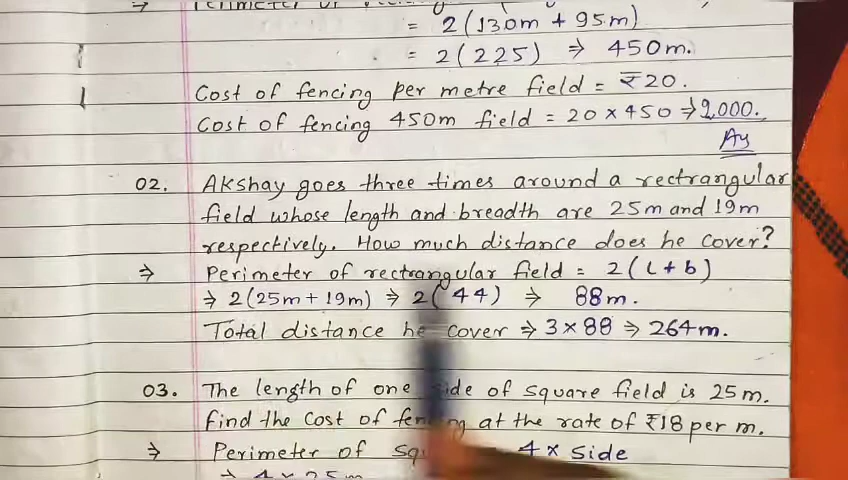 = 2(130m + 95m)
= 2(225) ⇒ 450m.
Cost of fencing per metre field = ₹20.
Cost of fencing 450m field = 20 × 450 ⇒ 9,000.
02. Akshay goes three times around a rectrangular
field whose length and breadth are 25m and 19m
respectively. How much distance does he cover?
⇒ Perimeter of rectrangular field = 2(l+b)
⇒ 2(25m + 19m) ⇒ 2(44) ⇒ 88m.
Total distance he cover ⇒ 3×88 ⇒ 264m.
03. The length of one side of square field is 25m.
Find the cost of fencing at the rate of ₹18 per m.
⇒ Perimeter of 4 × side
⇒ 4 × 25m